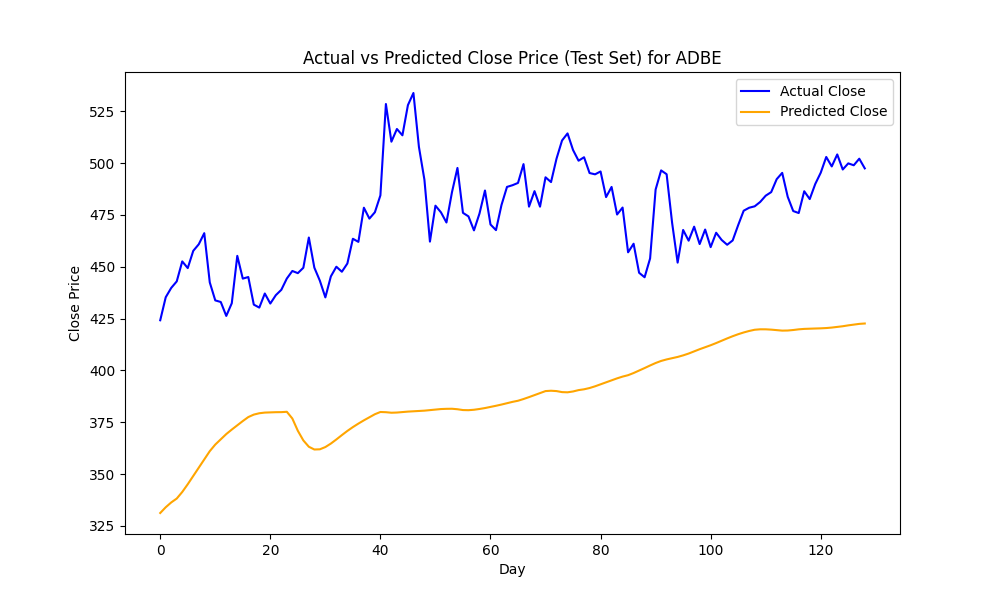 Actual vs Predicted Close Price (Test Set) for ADBE
Actual Close
Predicted Close
Close Price
525
500
475
450
425
400
375
350
325
0 20 40 60 80 100 120
Day